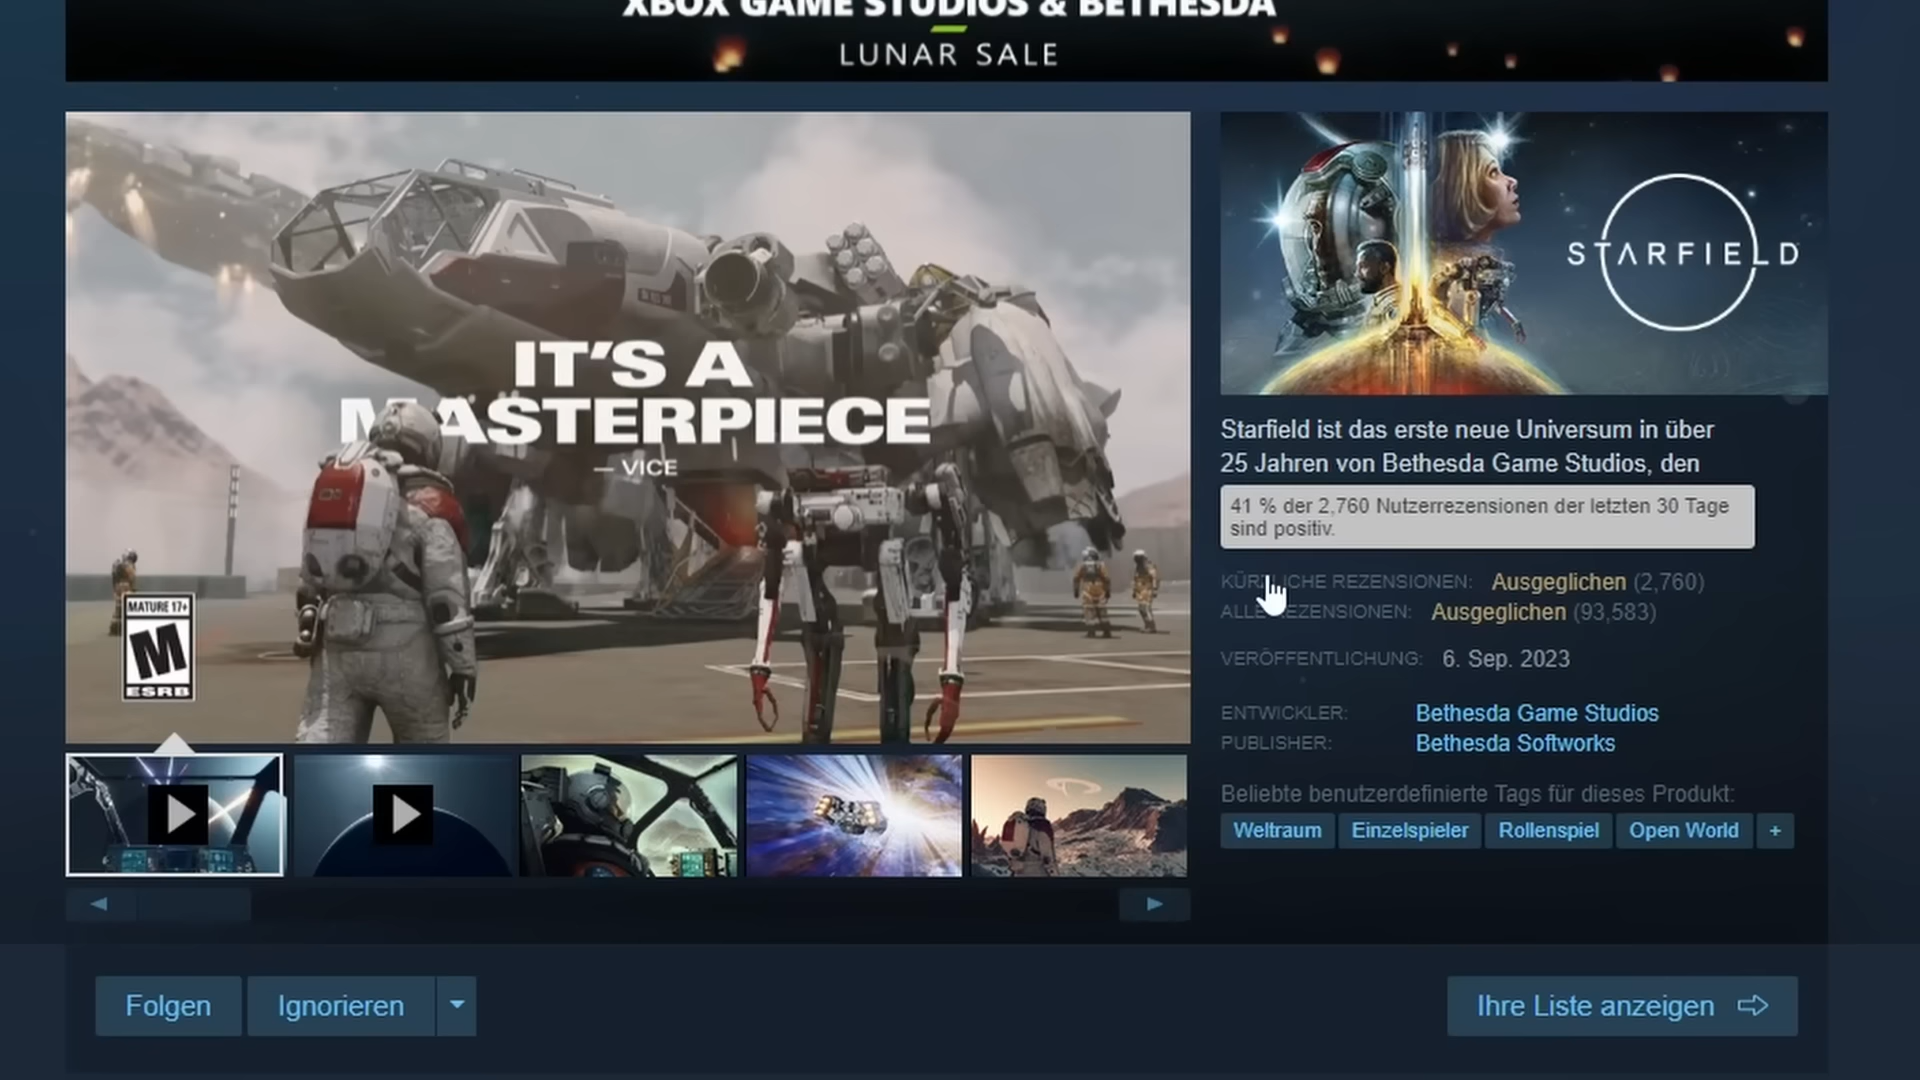 XBOX GAME STUDIOS & BETHESDA
LUNAR SALE
IT'S A
MASTERPIECE
— VICE
MATURE 17+
M
ESRB
STARFIELD
Starfield ist das erste neue Universum in über
25 Jahren von Bethesda Game Studios, den
41 % der 2,760 Nutzerrezensionen der letzten 30 Tage
sind positiv.
KÜRZLICHE REZENSIONEN: Ausgeglichen (2,760)
ALLE REZENSIONEN: Ausgeglichen (93,583)
VERÖFFENTLICHUNG: 6. Sep. 2023
ENTWICKLER: Bethesda Game Studios
PUBLISHER: Bethesda Softworks
Beliebte benutzerdefinierte Tags für dieses Produkt:
Weltraum Einzelspieler Rollenspiel Open World +
Folgen Ignorieren Ihre Liste anzeigen